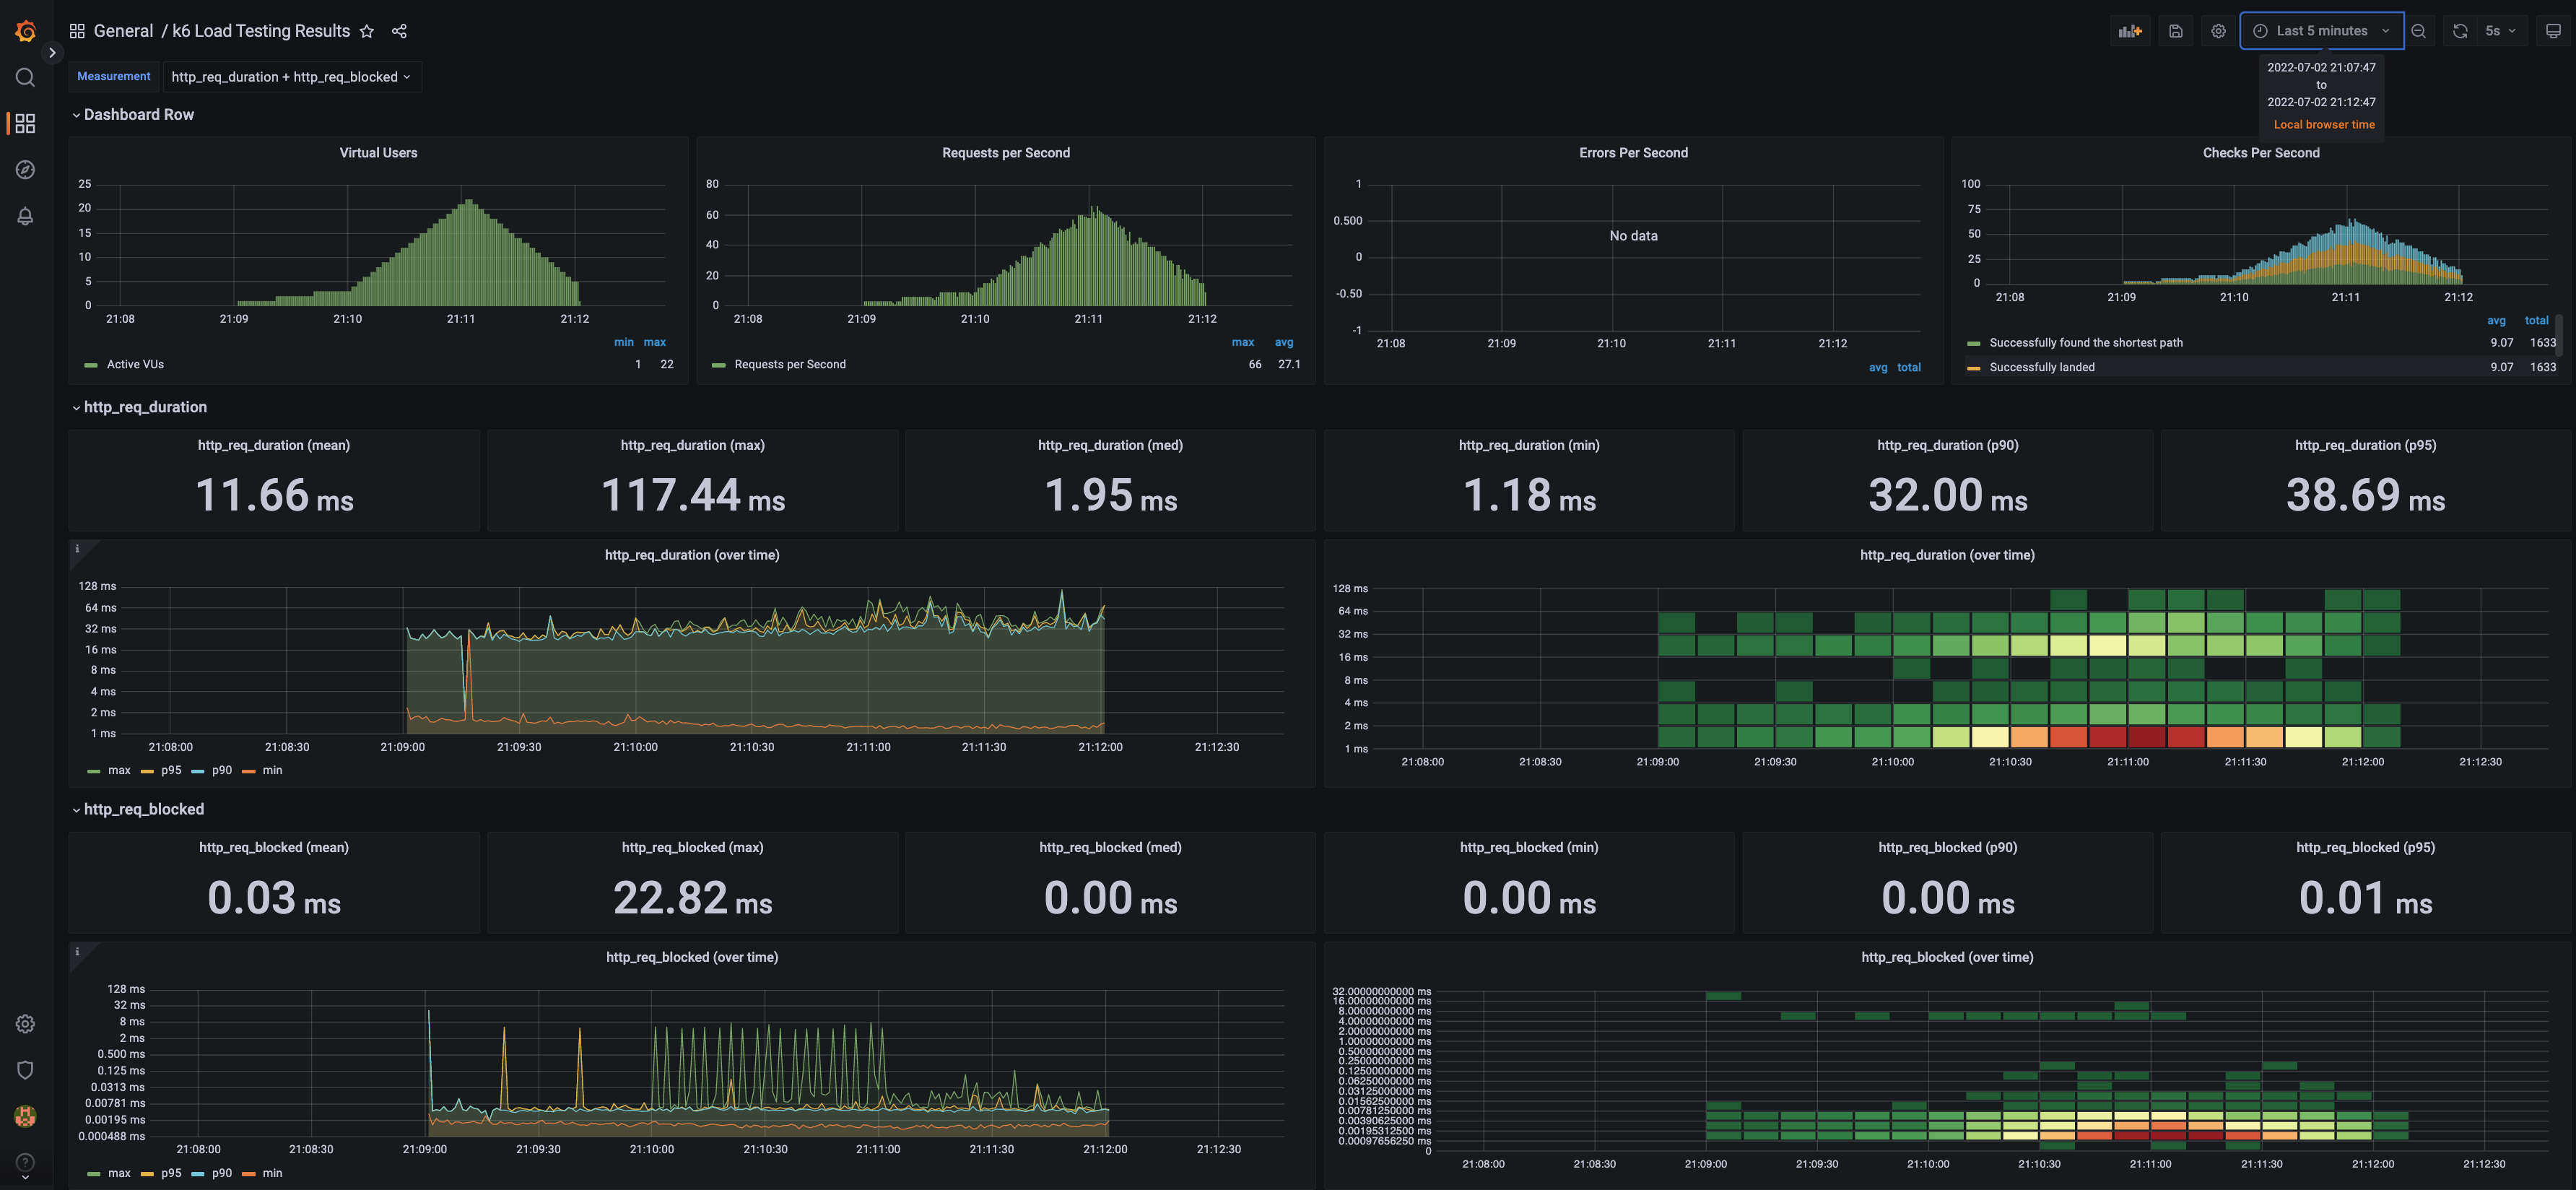 General / k6 Load Testing Results
Last 5 minutes
5s
2022-07-02 21:07:47
to
2022-07-02 21:12:47
Local browser time
Measurement http_req_duration + http_req_blocked
Dashboard Row
Virtual Users
25
20
15
10
5
0
21:08 21:09 21:10 21:11 21:12
min max
Active VUs 1 22
Requests per Second
80
60
40
20
0
21:08 21:09 21:10 21:11 21:12
max avg
Requests per Second 66 27.1
Errors Per Second
1
0.500
0
-0.50
-1
No data
21:08 21:09 21:10 21:11 21:12
avg total
Checks Per Second
100
75
50
25
0
21:08 21:09 21:10 21:11 21:12
avg total
Successfully found the shortest path 9.07 1633
Successfully landed 9.07 1633
http_req_duration
http_req_duration (mean)
11.66 ms
http_req_duration (max)
117.44 ms
http_req_duration (med)
1.95 ms
http_req_duration (min)
1.18 ms
http_req_duration (p90)
32.00 ms
http_req_duration (p95)
38.69 ms
http_req_duration (over time)
128 ms
64 ms
32 ms
16 ms
8 ms
4 ms
2 ms
1 ms
21:08:00 21:08:30 21:09:00 21:09:30 21:10:00 21:10:30 21:11:00 21:11:30 21:12:00 21:12:30
max p95 p90 min
http_req_duration (over time)
128 ms
64 ms
32 ms
16 ms
8 ms
4 ms
2 ms
1 ms
21:08:00 21:08:30 21:09:00 21:09:30 21:10:00 21:10:30 21:11:00 21:11:30 21:12:00 21:12:30
http_req_blocked
http_req_blocked (mean)
0.03 ms
http_req_blocked (max)
22.82 ms
http_req_blocked (med)
0.00 ms
http_req_blocked (min)
0.00 ms
http_req_blocked (p90)
0.00 ms
http_req_blocked (p95)
0.01 ms
http_req_blocked (over time)
128 ms
32 ms
8 ms
2 ms
0.500 ms
0.125 ms
0.0313 ms
0.00781 ms
0.00195 ms
0.000488 ms
21:08:00 21:08:30 21:09:00 21:09:30 21:10:00 21:10:30 21:11:00 21:11:30 21:12:00 21:12:30
max p95 p90 min
http_req_blocked (over time)
32.00000000000 ms
16.00000000000 ms
8.00000000000 ms
4.00000000000 ms
2.00000000000 ms
1.00000000000 ms
0.50000000000 ms
0.25000000000 ms
0.12500000000 ms
0.06250000000 ms
0.03125000000 ms
0.01562500000 ms
0.00781250000 ms
0.00390625000 ms
0.00195312500 ms
0.00097656250 ms
0
21:08:00 21:08:30 21:09:00 21:09:30 21:10:00 21:10:30 21:11:00 21:11:30 21:12:00 21:12:30